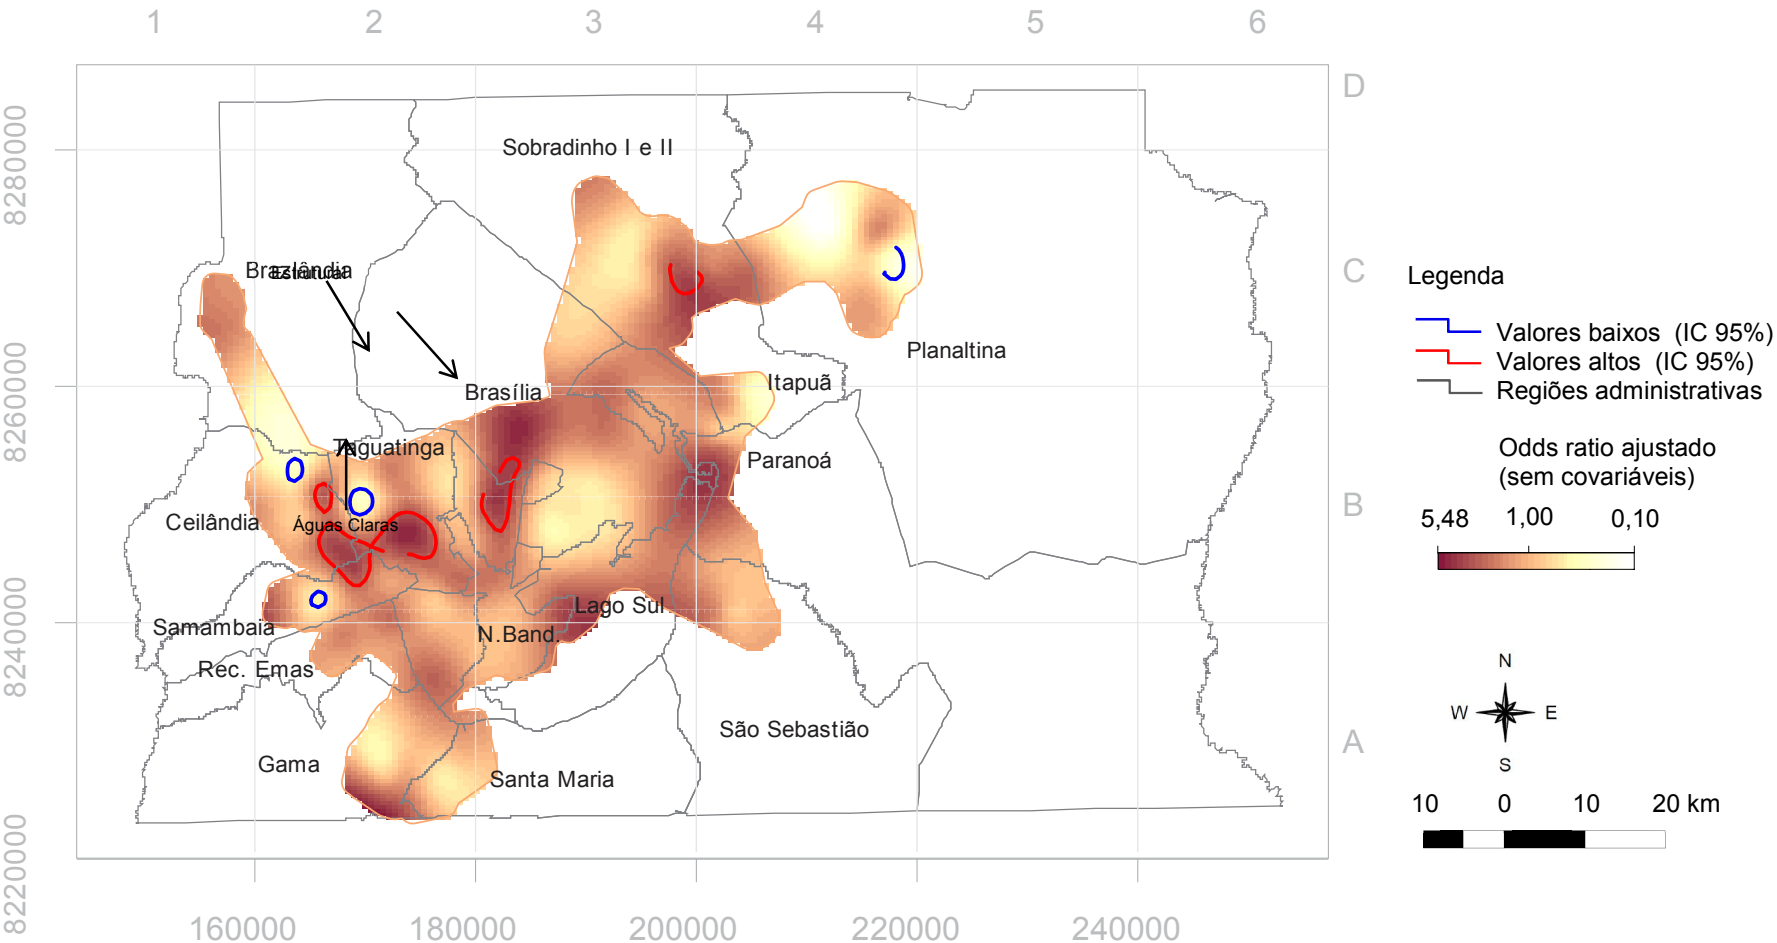 1 2 3 4 5 6
D
8280000
Sobradinho I e II
Brazlândia
Estrutural
C
Legenda
Valores baixos (IC 95%)
Valores altos (IC 95%)
Regiões administrativas
Planaltina
8260000
Itapuã
Brasília
Taguatinga
Paranoá
Odds ratio ajustado
(sem covariáveis)
B
Ceilândia
Águas Claras
5,48 1,00 0,10
Lago Sul
8240000
Samambaia
N.Band.
Rec. Emas
N
W E
S
São Sebastião
A
Gama
Santa Maria
10 0 10 20 km
8220000
160000 180000 200000 220000 240000